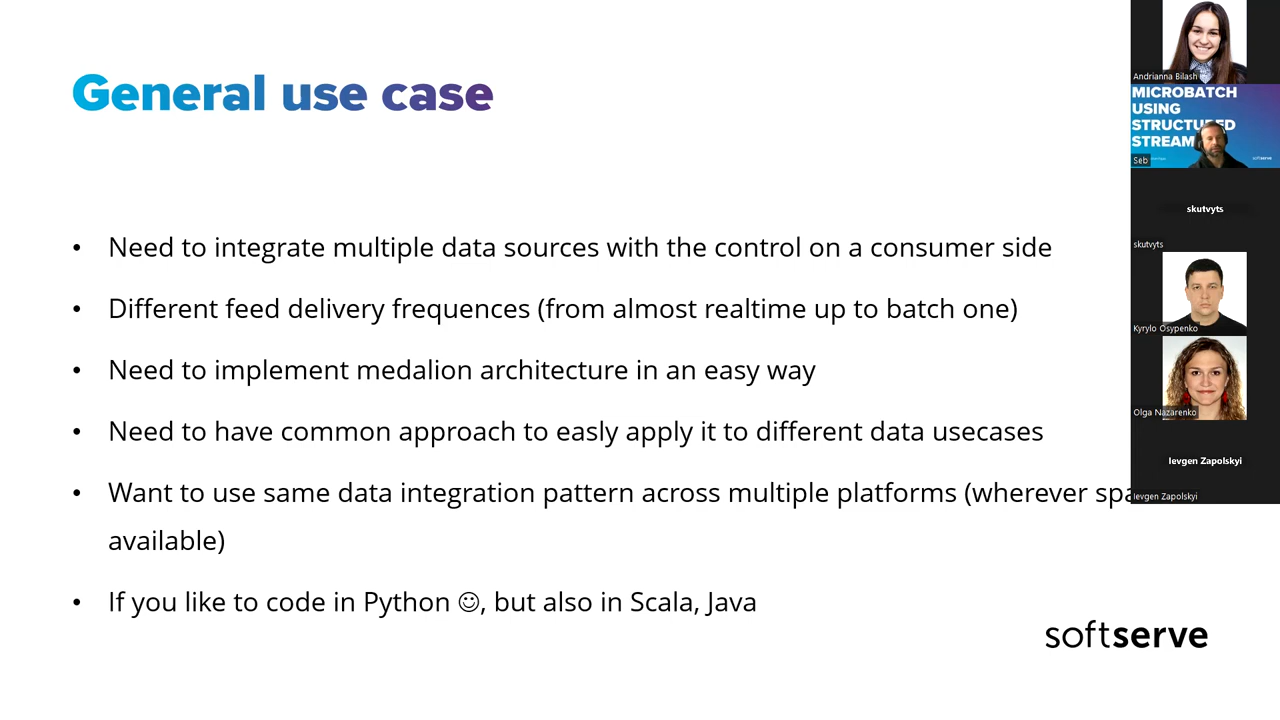 General use case
• Need to integrate multiple data sources with the control on a consumer side
• Different feed delivery frequences (from almost realtime up to batch one)
• Need to implement medalion architecture in an easy way
Need to have common approach to easly apply it to different data usecases
• Want to use same data integration pattern across multiple platforms (wherever
available)
• If you like to code in Python ☺, but also in Scala, Java
softserve
Andrianna Bilash
MICROBATCH
USING
STRUCTURED
STREAM
Seb
softserve
skutvyts
skutvyts
Kyrylo Osypenko
Olga Nazarenko
Ievgen Zapolskyi
Ievgen Zapolskyi